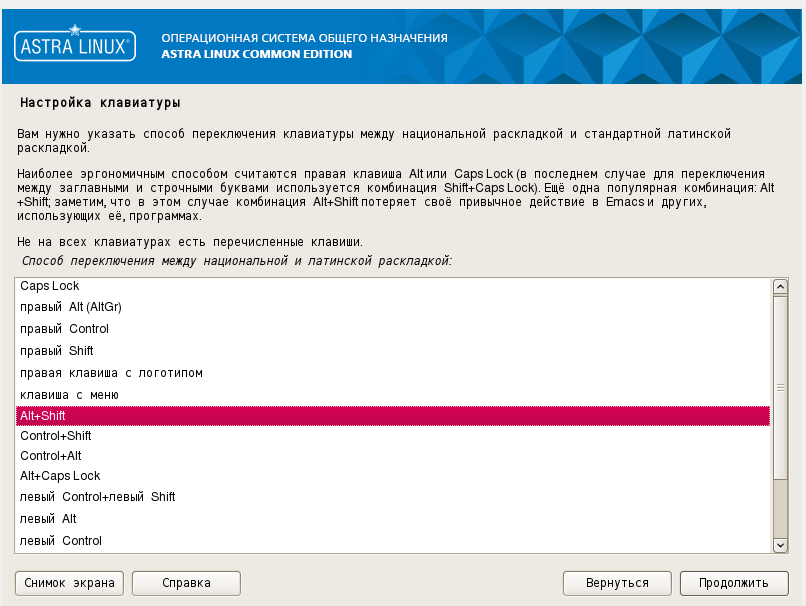 ASTRA LINUX®
ОПЕРАЦИОННАЯ СИСТЕМА ОБЩЕГО НАЗНАЧЕНИЯ
ASTRA LINUX COMMON EDITION
Настройка клавиатуры
Вам нужно указать способ переключения клавиатуры между национальной раскладкой и стандартной латинской
раскладкой.
Наиболее эргономичным способом считаются правая клавиша Alt или Caps Lock (в последнем случае для переключения
между заглавными и строчными буквами используется комбинация Shift+Caps Lock). Ещё одна популярная комбинация: Alt
+Shift; заметим, что в этом случае комбинация Alt+Shift потеряет своё привычное действие в Emacs и других,
использующих её, программах.
Не на всех клавиатурах есть перечисленные клавиши.
Способ переключения между национальной и латинской раскладкой:
Caps Lock
правый Alt (AltGr)
правый Control
правый Shift
правая клавиша с логотипом
клавиша с меню
Alt+Shift
Control+Shift
Control+Alt
Alt+Caps Lock
левый Control+левый Shift
левый Alt
левый Control
Снимок экрана
Справка
Вернуться
Продолжить